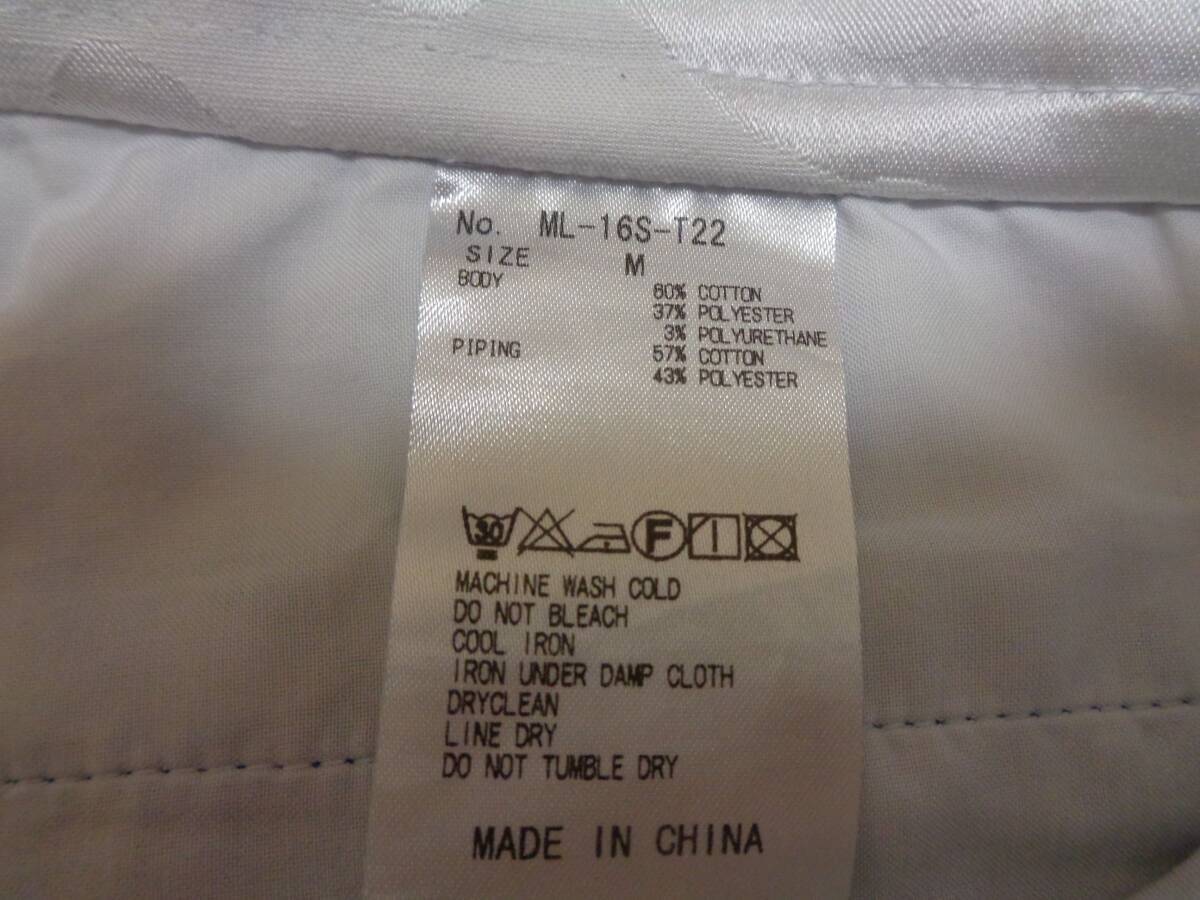 No. ML-16S-T22
SIZE M
BODY 60% COTTON
37% POLYESTER
3% POLYURETHANE
PIPING 57% COTTON
43% POLYESTER
30 F
MACHINE WASH COLD
DO NOT BLEACH
COOL IRON
IRON UNDER DAMP CLOTH
DRYCLEAN
LINE DRY
DO NOT TUMBLE DRY
MADE IN CHINA